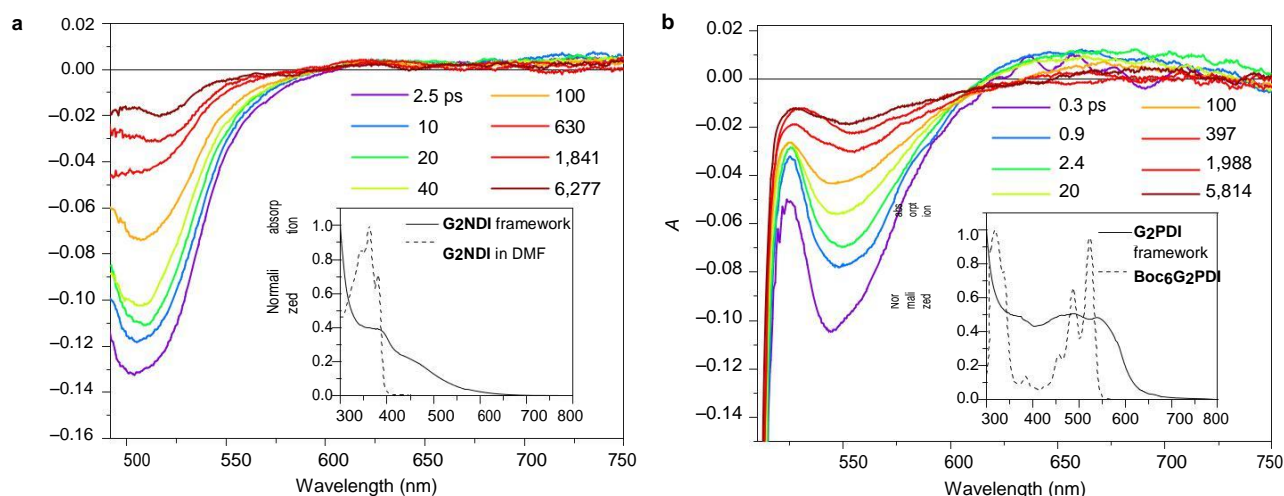 a
0.02
0.00
–0.02
–0.04
–0.06
–0.08
–0.10
–0.12
–0.14
–0.16
2.5 ps
10
20
40
100
630
1,841
6,277
Normali
zed
absorp
tion
1.0
0.8
0.6
0.4
0.2
0.0
G2NDI framework
G2NDI in DMF
300 400 500 600 700 800
500 550 600 650 700 750
Wavelength (nm)
b
A
0.02
0.00
–0.02
–0.04
–0.06
–0.08
–0.10
–0.12
–0.14
0.3 ps
0.9
2.4
20
100
397
1,988
5,814
Nor
mali
zed
abs
orpt
ion
1.0
0.8
0.6
0.4
0.2
0.0
G2PDI
framework
Boc6G2PDI
300 400 500 600 700 800
550 600 650 700 750
Wavelength (nm)